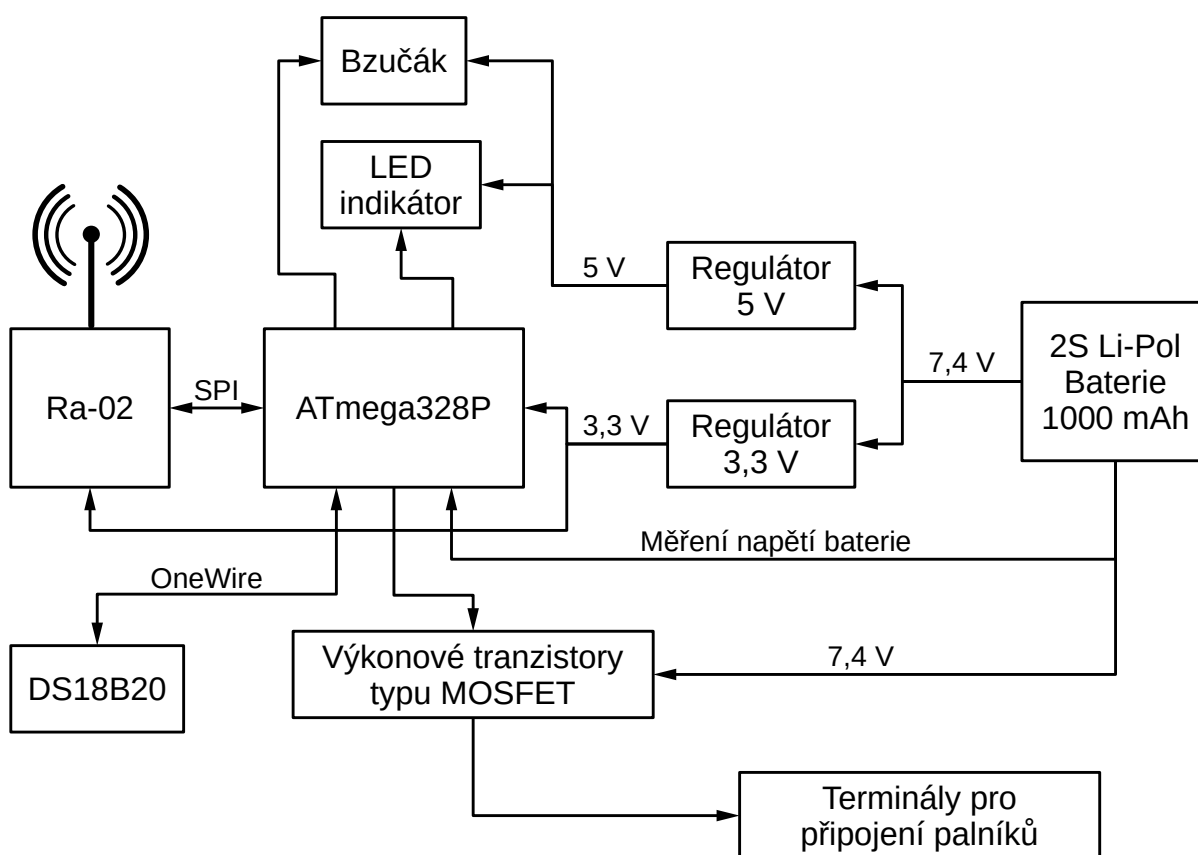 Bzučák
LED
indikátor
5 V
Regulátor
5 V
7,4 V
2S Li-Pol
Baterie
1000 mAh
Ra-02
SPI
ATmega328P
3,3 V
Regulátor
3,3 V
Měření napětí baterie
OneWire
DS18B20
Výkonové tranzistory
typu MOSFET
7,4 V
Terminály pro
připojení palníků